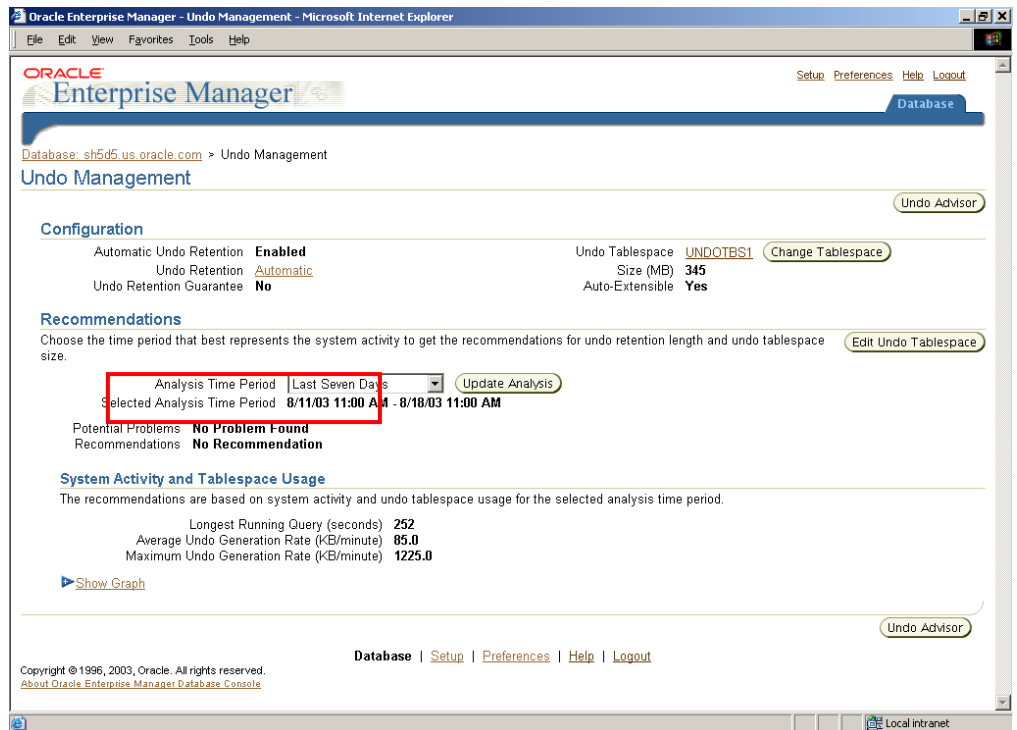 Oracle Enterprise Manager - Undo Management - Microsoft Internet Explorer
File Edit View Favorites Tools Help
ORACLE
Enterprise Manager
Setup Preferences Help Logout
Database
Database: sh5d5.us.oracle.com > Undo Management
Undo Management
Undo Advisor
Configuration
Automatic Undo Retention Enabled
Undo Retention Automatic
Undo Retention Guarantee No
Undo Tablespace UNDOTBS1 Change Tablespace
Size (MB) 345
Auto-Extensible Yes
Recommendations
Choose the time period that best represents the system activity to get the recommendations for undo retention length and undo tablespace
size.
Edit Undo Tablespace
Analysis Time Period Last Seven Days Update Analysis
Selected Analysis Time Period 8/11/03 11:00 AM - 8/18/03 11:00 AM
Potential Problems No Problem Found
Recommendations No Recommendation
System Activity and Tablespace Usage
The recommendations are based on system activity and undo tablespace usage for the selected analysis time period.
Longest Running Query (seconds) 252
Average Undo Generation Rate (KB/minute) 85.0
Maximum Undo Generation Rate (KB/minute) 1225.0
Show Graph
Undo Advisor
Database | Setup | Preferences | Help | Logout
Copyright © 1996, 2003, Oracle. All rights reserved.
About Oracle Enterprise Manager Database Console
Local intranet